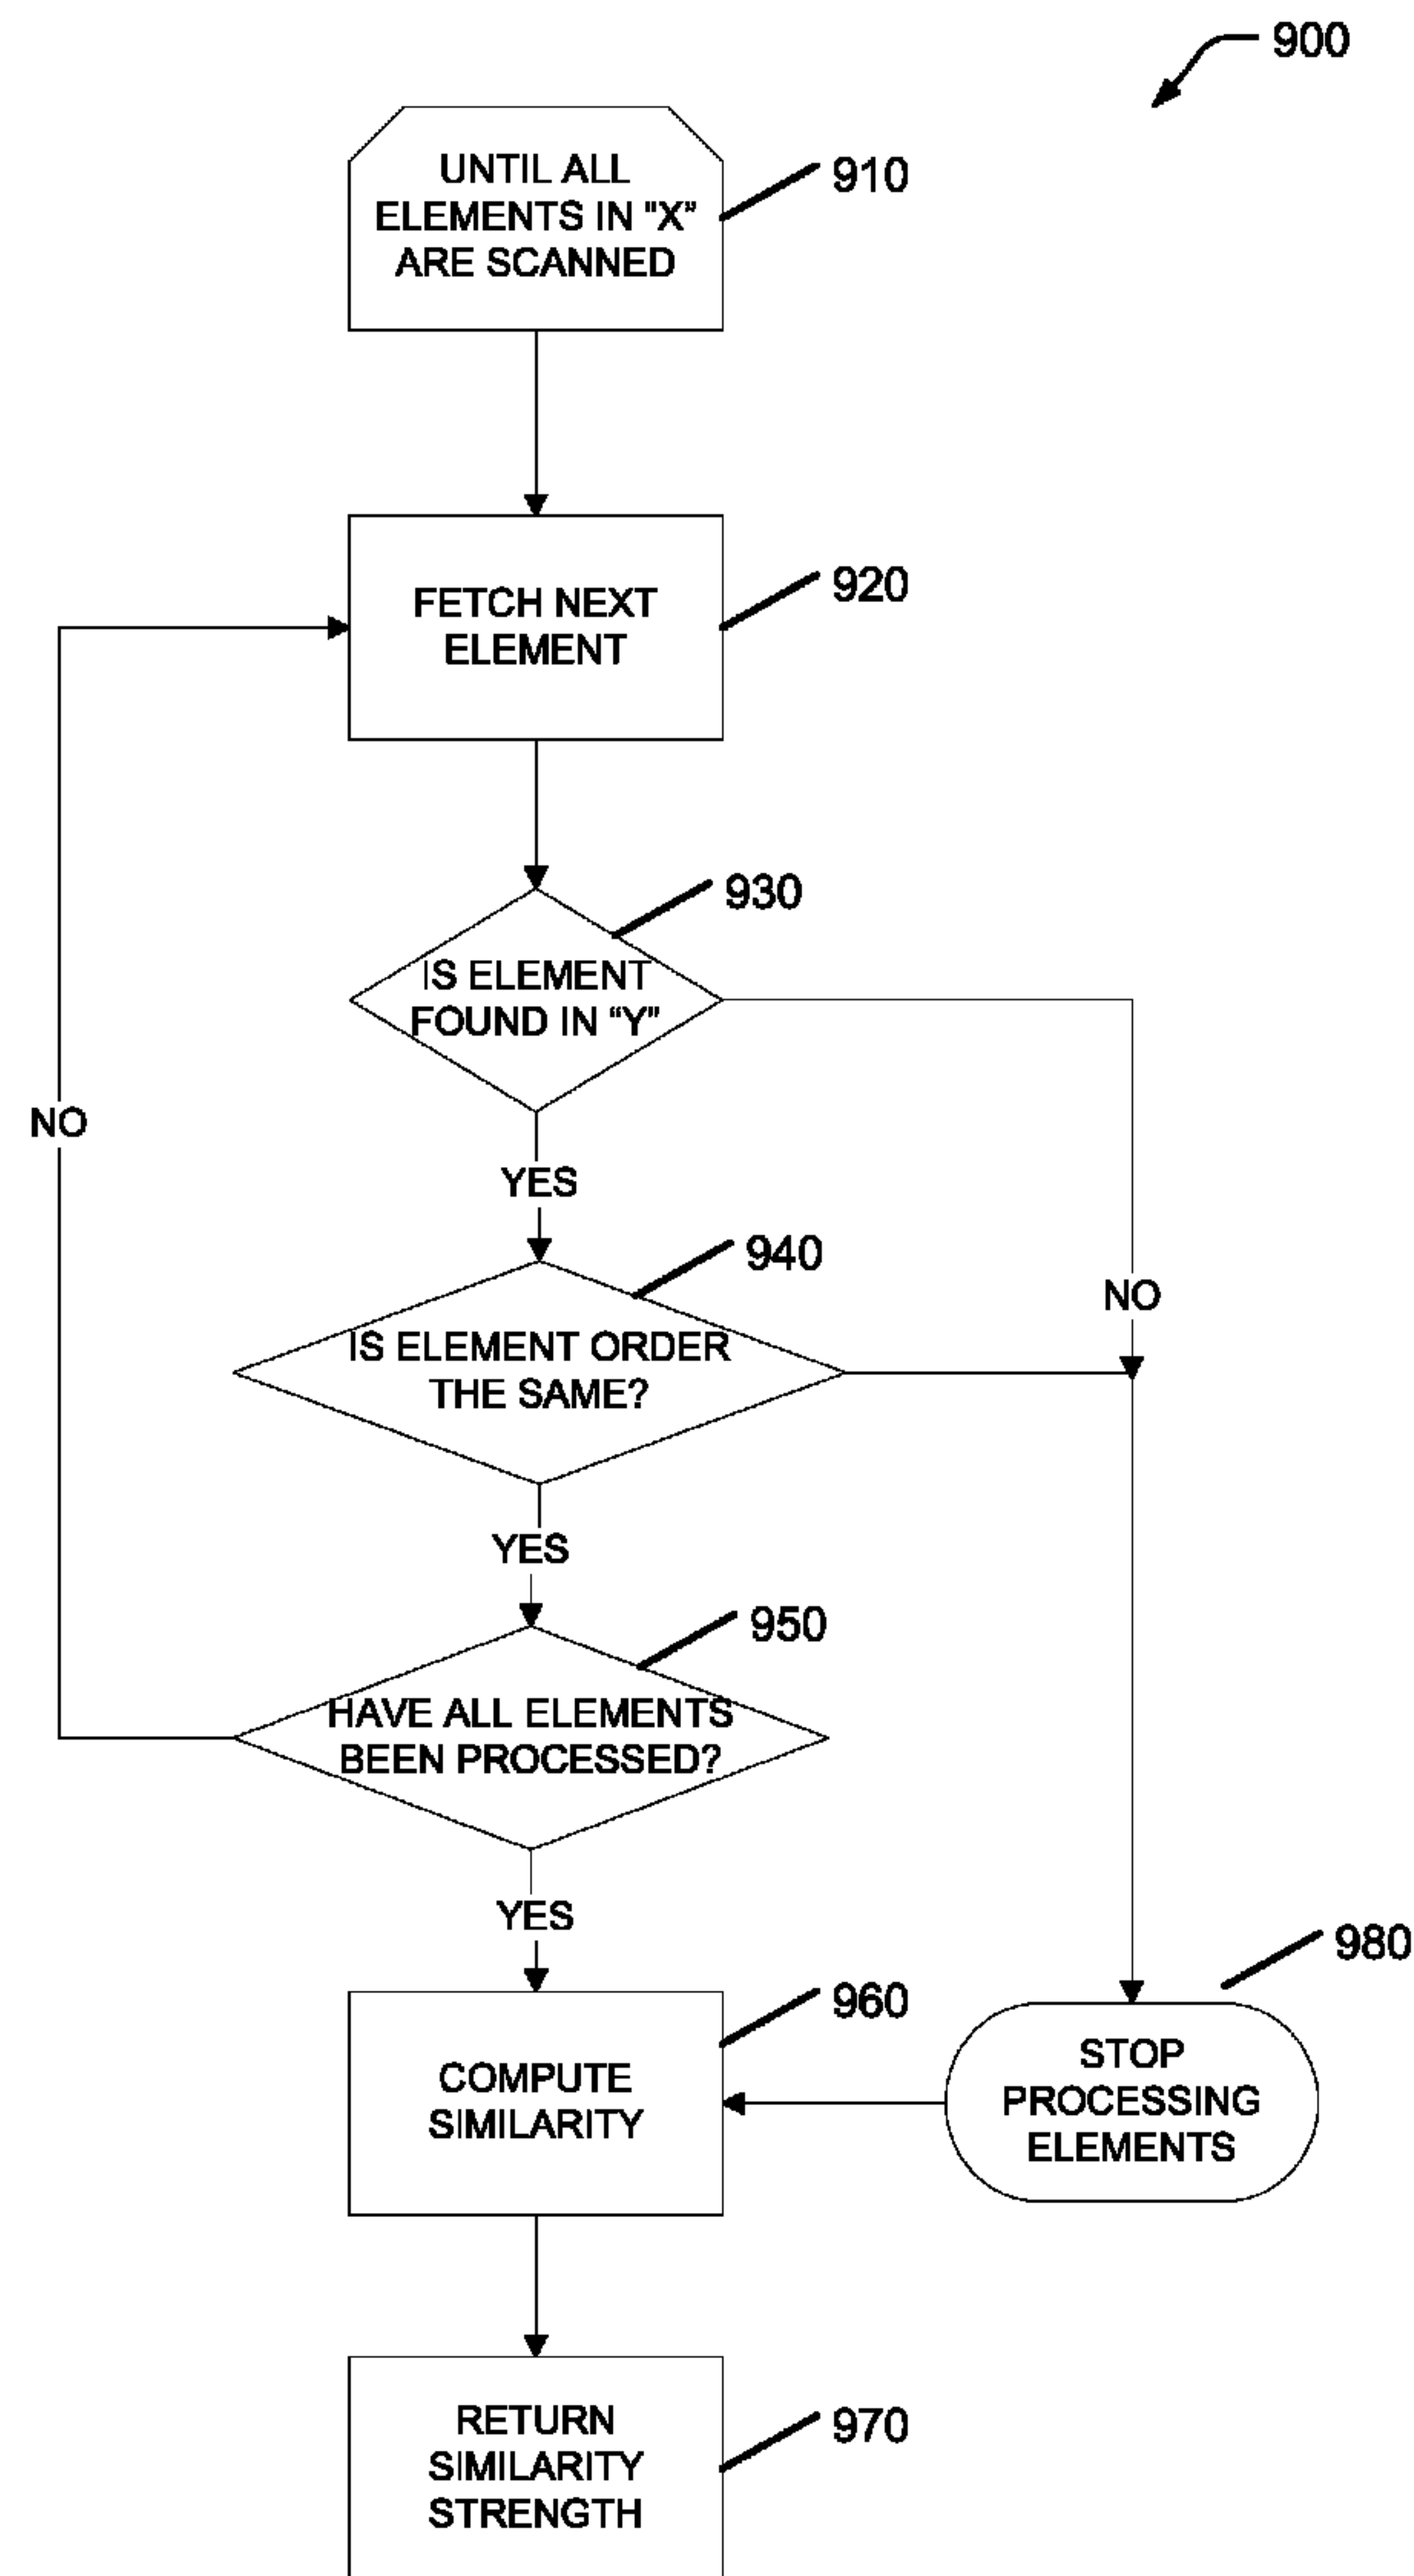 900
UNTIL ALL
ELEMENTS IN "X"
ARE SCANNED
910
FETCH NEXT
ELEMENT
920
930
IS ELEMENT
FOUND IN “Y”
NO
YES
940
IS ELEMENT ORDER
THE SAME?
NO
YES
950
HAVE ALL ELEMENTS
BEEN PROCESSED?
YES
960
COMPUTE
SIMILARITY
980
STOP
PROCESSING
ELEMENTS
RETURN
SIMILARITY
STRENGTH
970